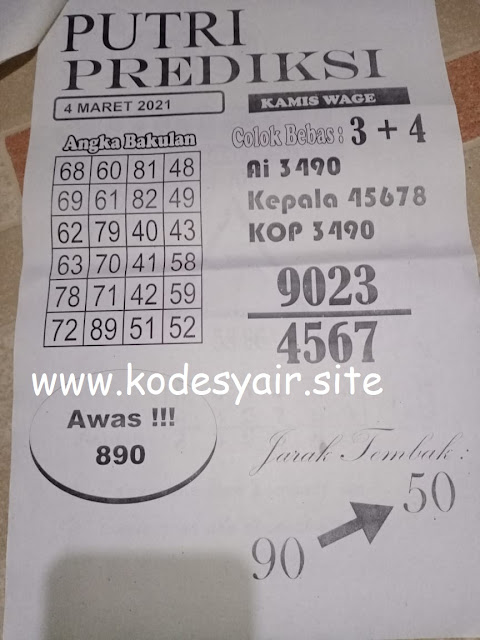 PUTRI
PREDIKSI
4 MARET 2021
KAMIS WAGE
Angka Bakulan
68 60 81 48
69 61 82 49
62 79 40 43
63 70 41 58
78 71 42 59
72 89 51 52
Colok Bebas : 3 + 4
Ai 3490
Kepala 45678
KOP 3490
9023
4567
www.kodesyair.site
Awas !!!
890
Jarak Tembak :
50
90